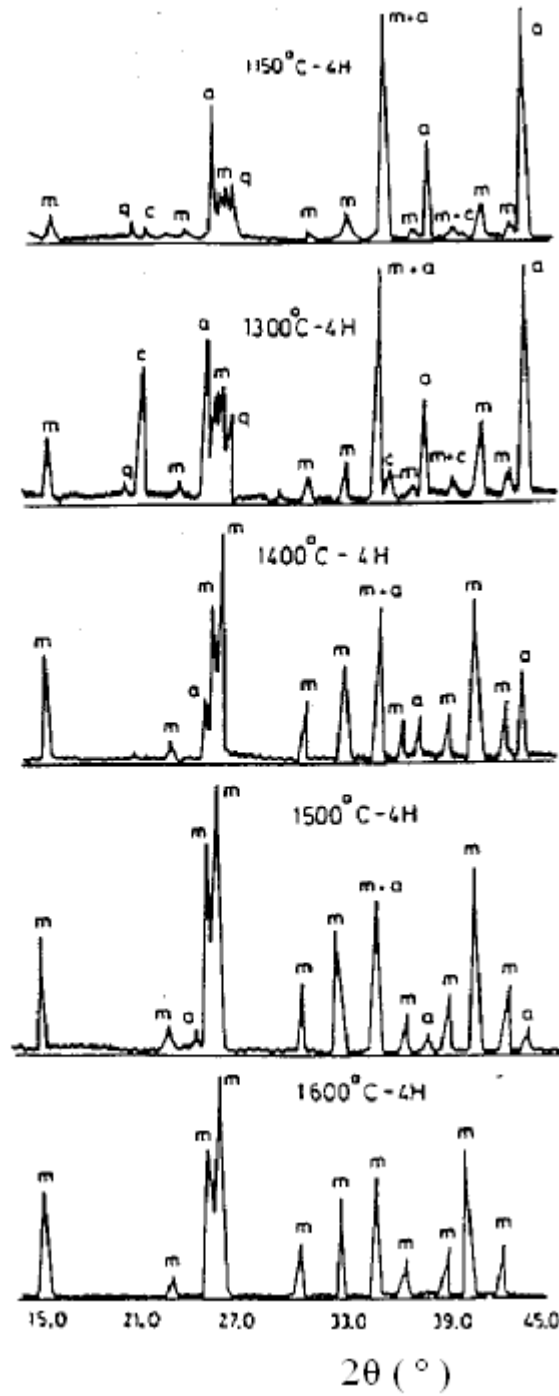 m+a
1150°C-4H a
a a
m q m
m q c m m m m+c m
m+a
1300°C-4H
c a m a
m q m
q m m m c m m+c m
m
1400°C-4H
m+a m
m m m a
m a m m a m m
m
1500°C-4H
m m+a m
m m m m
m a m a a
m
1600°C-4H
m m m
m m m m m m
m
15.0 21.0 27.0 33.0 39.0 45.0
2θ (°)